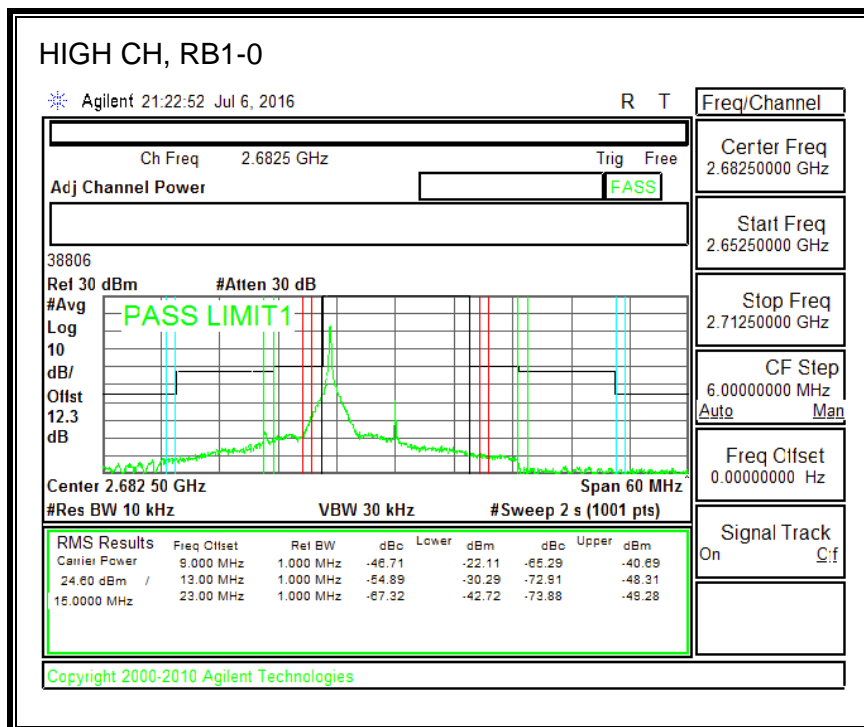 HIGH CH, RB1-0
Agilent 21:22:52 Jul 6, 2016 R T
Freq/Channel
Ch Freq 2.6825 GHz Trig Free
Adj Channel Power PASS
Center Freq
2.68250000 GHz
Start Freq
2.65250000 GHz
Stop Freq
2.71250000 GHz
CF Step
6.00000000 MHz
Auto Man
Freq Offset
0.00000000 Hz
Signal Track
On Off
38806
Ref 30 dBm #Atten 30 dB
#Avg
Log
10
dB/
Offst
12.3
dB
PASS LIMIT1
Center 2.682 50 GHz Span 60 MHz
#Res BW 10 kHz VBW 30 kHz #Sweep 2 s (1001 pts)
RMS Results Freq Offset Ref BW dBc Lower dBm dBc Upper dBm
Carrier Power 9.000 MHz 1.000 MHz -46.71 -22.11 -65.29 -40.69
24.60 dBm / 13.00 MHz 1.000 MHz -54.89 -30.29 -72.91 -48.31
15.0000 MHz 23.00 MHz 1.000 MHz -67.32 -42.72 -73.88 -49.28
Copyright 2000-2010 Agilent Technologies